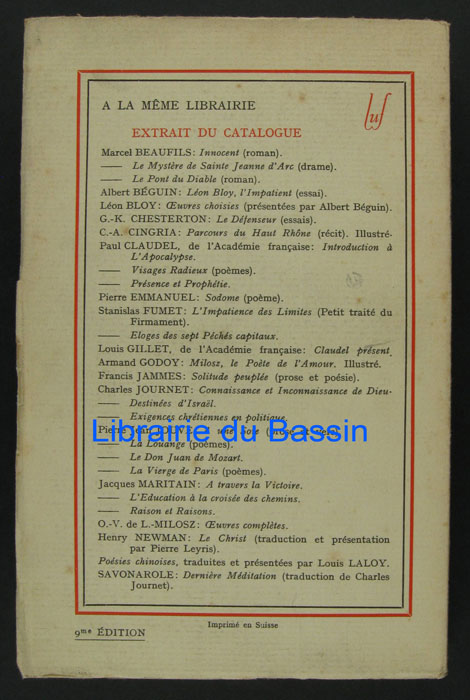 A LA MÊME LIBRAIRIE
luf
EXTRAIT DU CATALOGUE
Marcel BEAUFILS: Innocent (roman).
—— Le Mystère de Sainte Jeanne d'Arc (drame).
—— Le Pont du Diable (roman).
Albert BÉGUIN: Léon Bloy, l'Impatient (essai).
Léon BLOY: Œuvres choisies (présentées par Albert Béguin).
G.-K. CHESTERTON: Le Défenseur (essais).
C.-A. CINGRIA: Parcours du Haut Rhône (récit). Illustré.
Paul CLAUDEL, de l'Académie française: Introduction à
L'Apocalypse.
—— Visages Radieux (poèmes).
—— Présence et Prophétie.
Pierre EMMANUEL: Sodome (poème).
Stanislas FUMET: L'Impatience des Limites (Petit traité du
Firmament).
—— Eloges des sept Péchés capitaux.
Louis GILLET, de l'Académie française: Claudel présent.
Armand GODOY: Milosz, le Poète de l'Amour. Illustré.
Francis JAMMES: Solitude peuplée (prose et poésie).
Charles JOURNET: Connaissance et Inconnaissance de Dieu.
—— Destinées d'Israël.
—— Exigences chrétiennes en politique.
Pierre Jean
Librairie du Bassin
—— La Louange (poèmes).
—— Le Don Juan de Mozart.
—— La Vierge de Paris (poèmes).
Jacques MARITAIN: A travers la Victoire.
—— L'Education à la croisée des chemins.
—— Raison et Raisons.
O.-V. de L.-MILOSZ: Œuvres complètes.
Henry NEWMAN: Le Christ (traduction et présentation
par Pierre Leyris).
Poésies chinoises, traduites et présentées par Louis LALOY.
SAVONAROLE: Dernière Méditation (traduction de Charles
Journet).
Imprimé en Suisse
9me ÉDITION